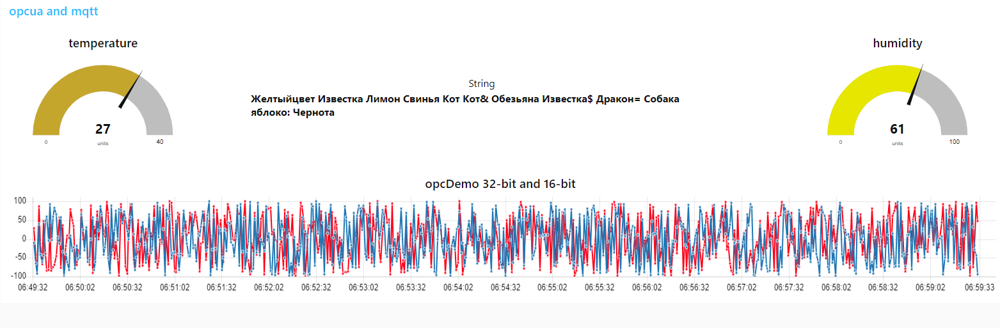 opcua and mqtt
temperature
humidity
String
Желтыйцвет Известка Лимон Свинья Кот Кот& Обезьяна Известка$ Дракон= Собака
яблоко: Чернота
27
0
units
40
61
0
units
100
opcDemo 32-bit and 16-bit
100
50
0
-50
-100
06:49:32 06:50:02 06:50:32 06:51:02 06:51:32 06:52:02 06:52:32 06:53:02 06:53:32 06:54:02 06:54:32 06:55:02 06:55:32 06:56:02 06:56:32 06:57:02 06:57:32 06:58:02 06:58:32 06:59:02 06:59:33